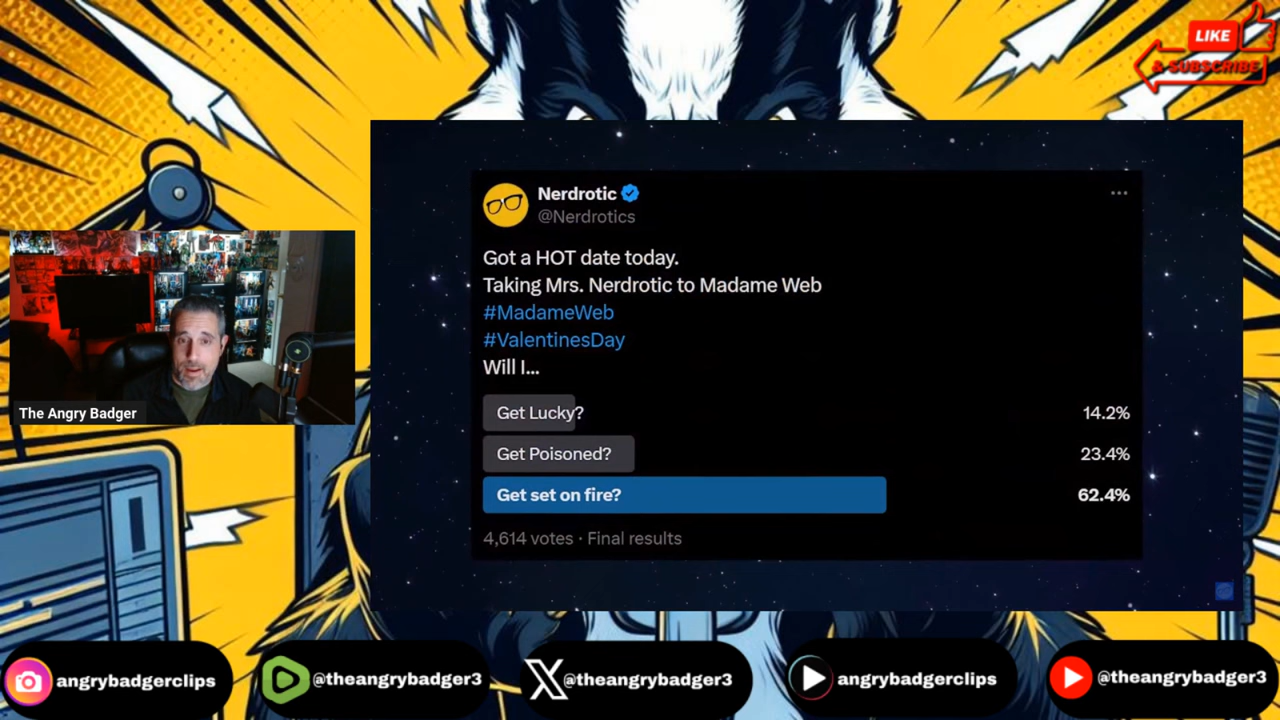 LIKE
& SUBSCRIBE
Nerdrotic
@Nerdrotics
Got a HOT date today.
Taking Mrs. Nerdrotic to Madame Web
#MadameWeb
#ValentinesDay
Will I...
Get Lucky? 14.2%
Get Poisoned? 23.4%
Get set on fire? 62.4%
4,614 votes · Final results
The Angry Badger
angrybadgerclips
@theangrybadger3
@theangrybadger3
angrybadgerclips
@theangrybadger3